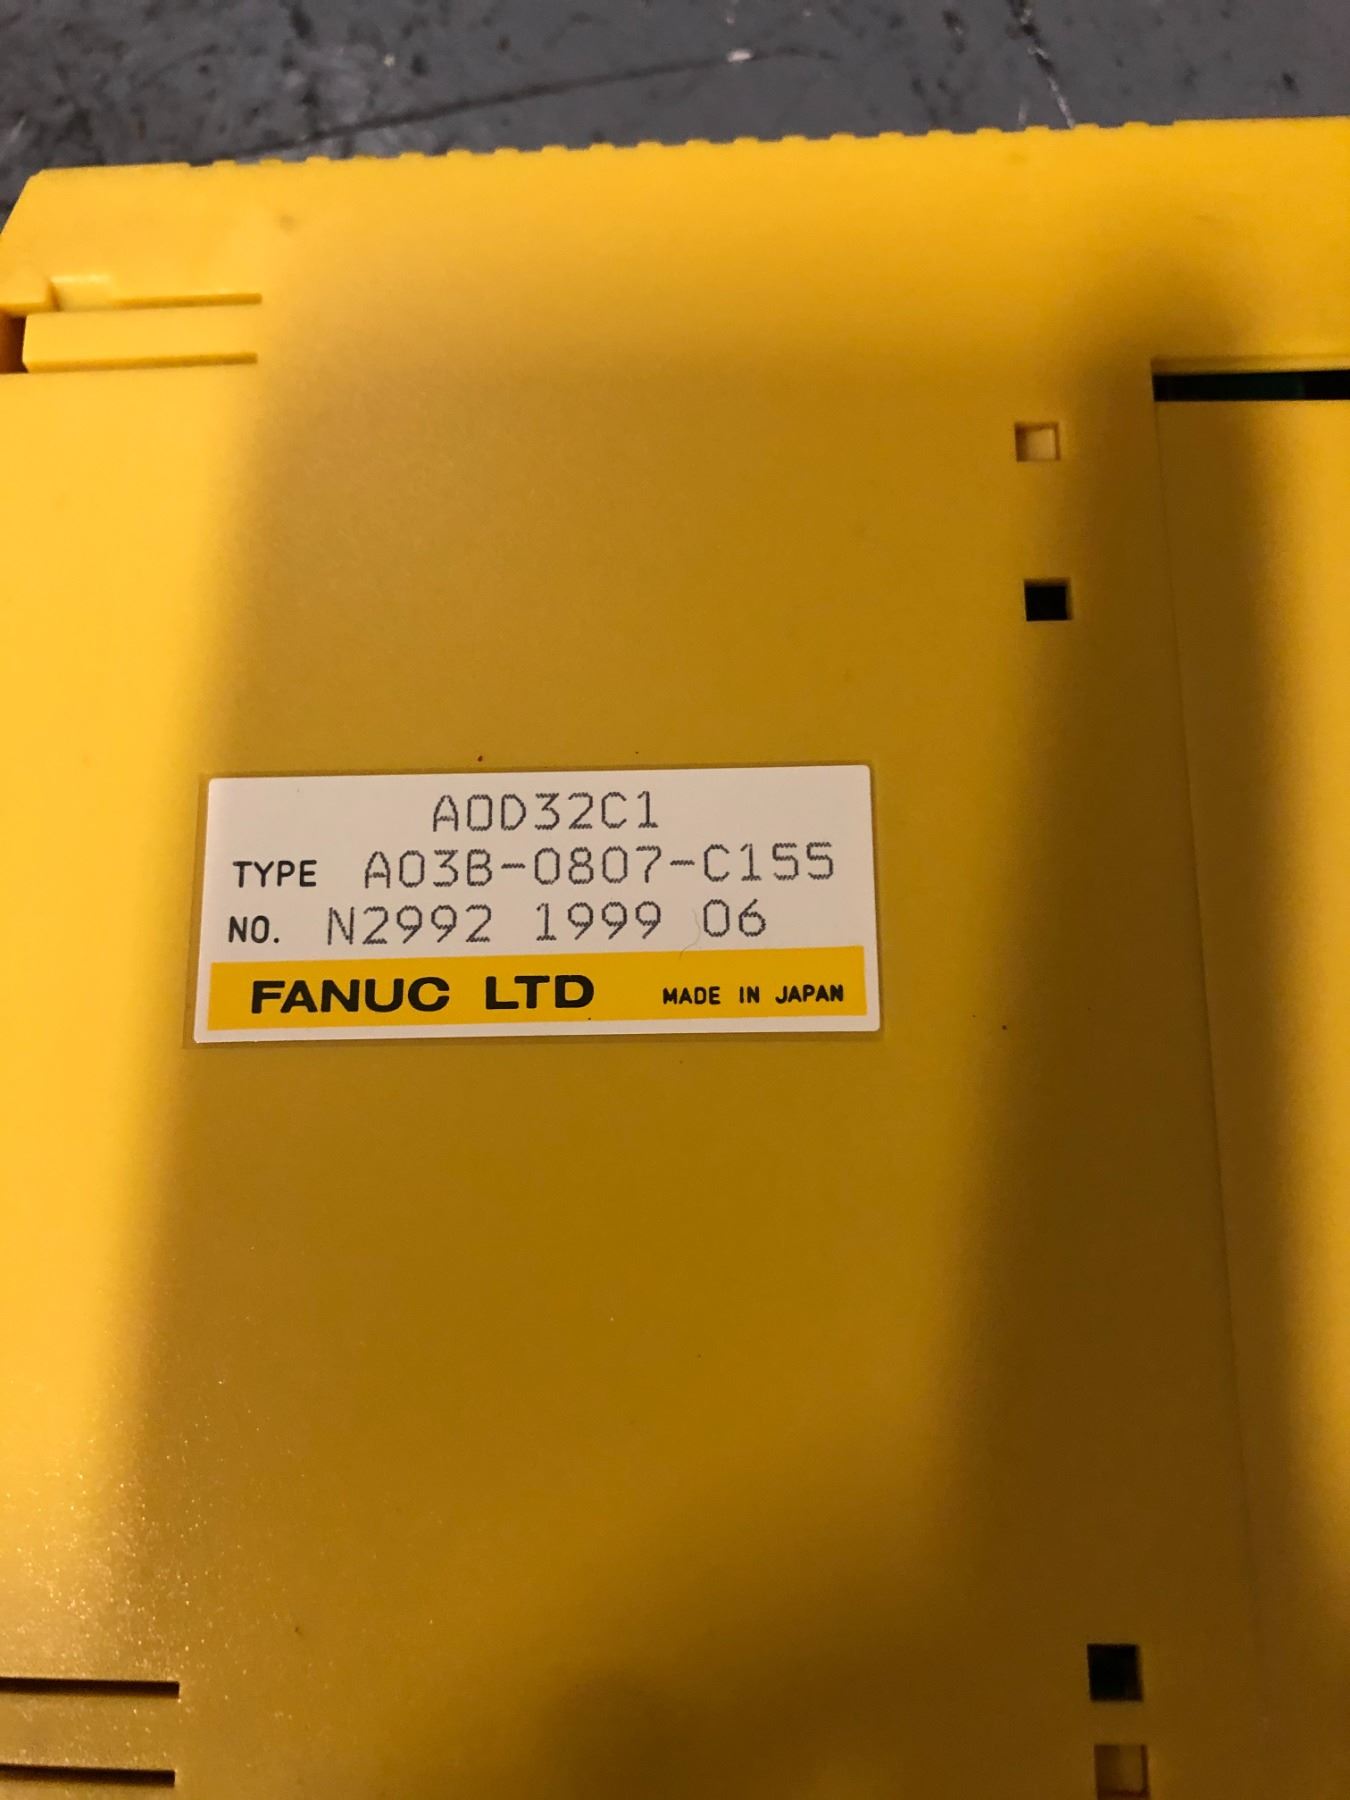 AOD32C1
TYPE A03B-0807-C155
NO. N2992 1999 06
FANUC LTD MADE IN JAPAN